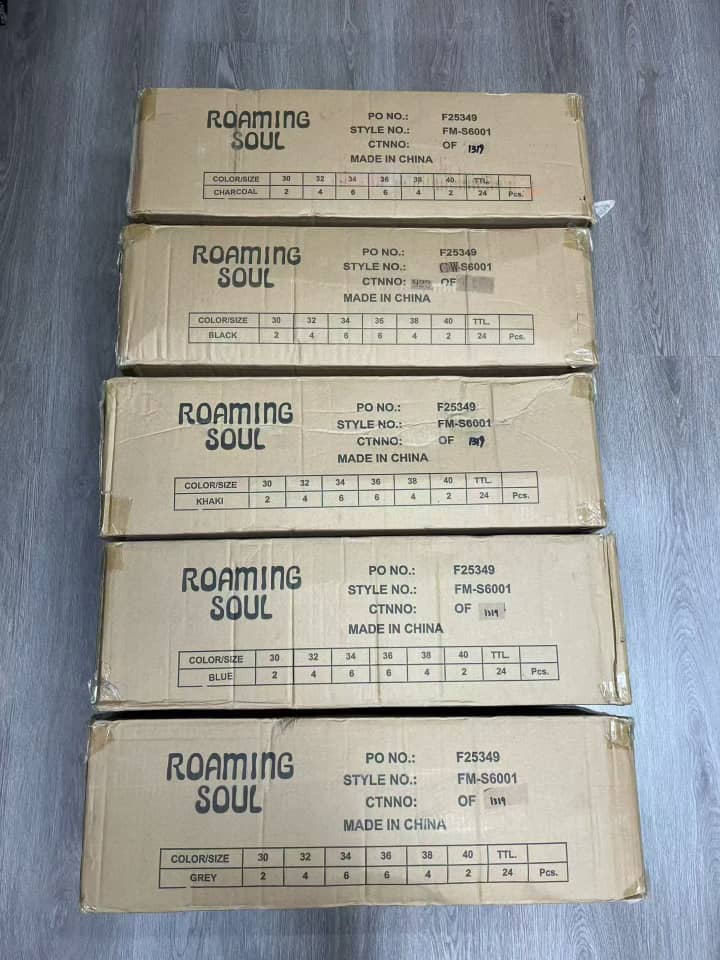 ROAMING
SOUL
PO NO.: F25349
STYLE NO.: FM-S6001
CTNNO: OF 1319
MADE IN CHINA
COLOR/SIZE 30 32 34 36 38 40 TTL.
CHARCOAL 2 4 6 6 4 2 24 Pcs.
ROAMING
SOUL
PO NO.: F25349
STYLE NO.: CW-S6001
CTNNO: OF
MADE IN CHINA
COLOR/SIZE 30 32 34 36 38 40 TTL.
BLACK 2 4 6 6 4 2 24 Pcs.
ROAMING
SOUL
PO NO.: F25349
STYLE NO.: FM-S6001
CTNNO: OF 1319
MADE IN CHINA
COLOR/SIZE 30 32 34 36 38 40 TTL.
KHAKI 2 4 6 6 4 2 24 Pcs.
ROAMING
SOUL
PO NO.: F25349
STYLE NO.: FM-S6001
CTNNO: OF 1319
MADE IN CHINA
COLOR/SIZE 30 32 34 36 38 40 TTL.
BLUE 2 4 6 6 4 2 24 Pcs.
ROAMING
SOUL
PO NO.: F25349
STYLE NO.: FM-S6001
CTNNO: OF 1319
MADE IN CHINA
COLOR/SIZE 30 32 34 36 38 40 TTL.
GREY 2 4 6 6 4 2 24 Pcs.